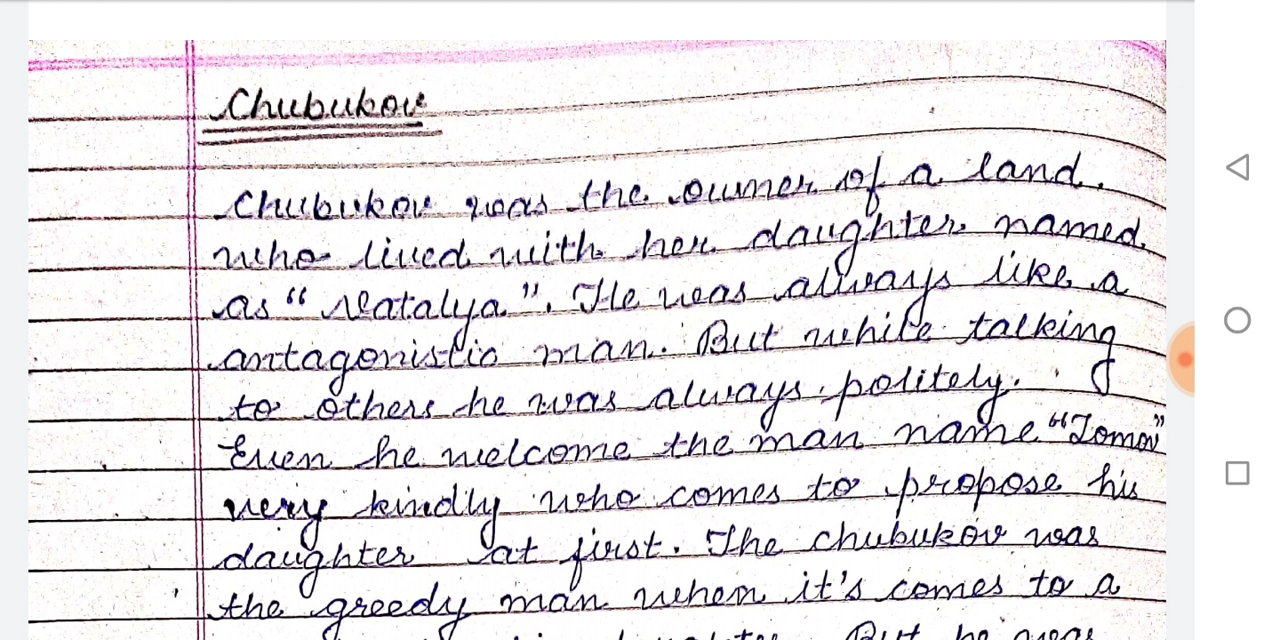 Chubukov
Chubukov was the owner of a land.
who lived with her daughter named
as “Natalya”. He was always like a
antagonistic man. But while talking
to others he was always politely.
Even he welcome the man name “Lomov”
very kindly who comes to propose his
daughter at first. The chubukov was
the greedy man when it's comes to a
But he was